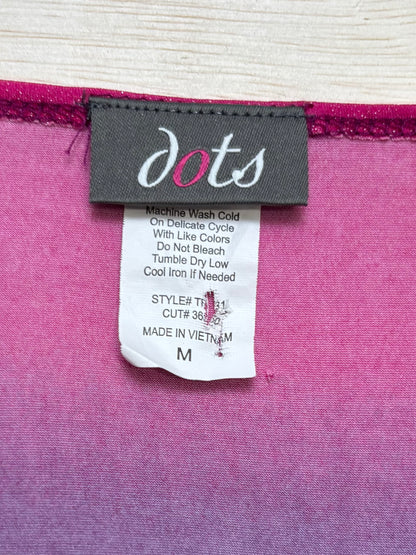 dots
Machine Wash Cold
On Delicate Cycle
With Like Colors
Do Not Bleach
Tumble Dry Low
Cool Iron If Needed
STYLE#
CUT#
MADE IN VIETNAM
M